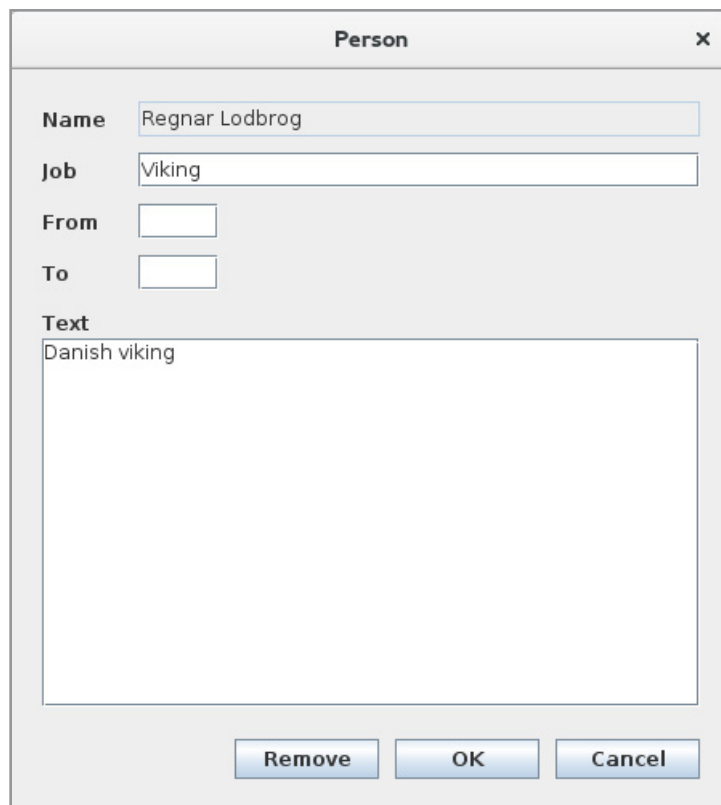 Person ×
Name Regnar Lodbrog
Job Viking
From
To
Text
Danish viking
Remove OK Cancel